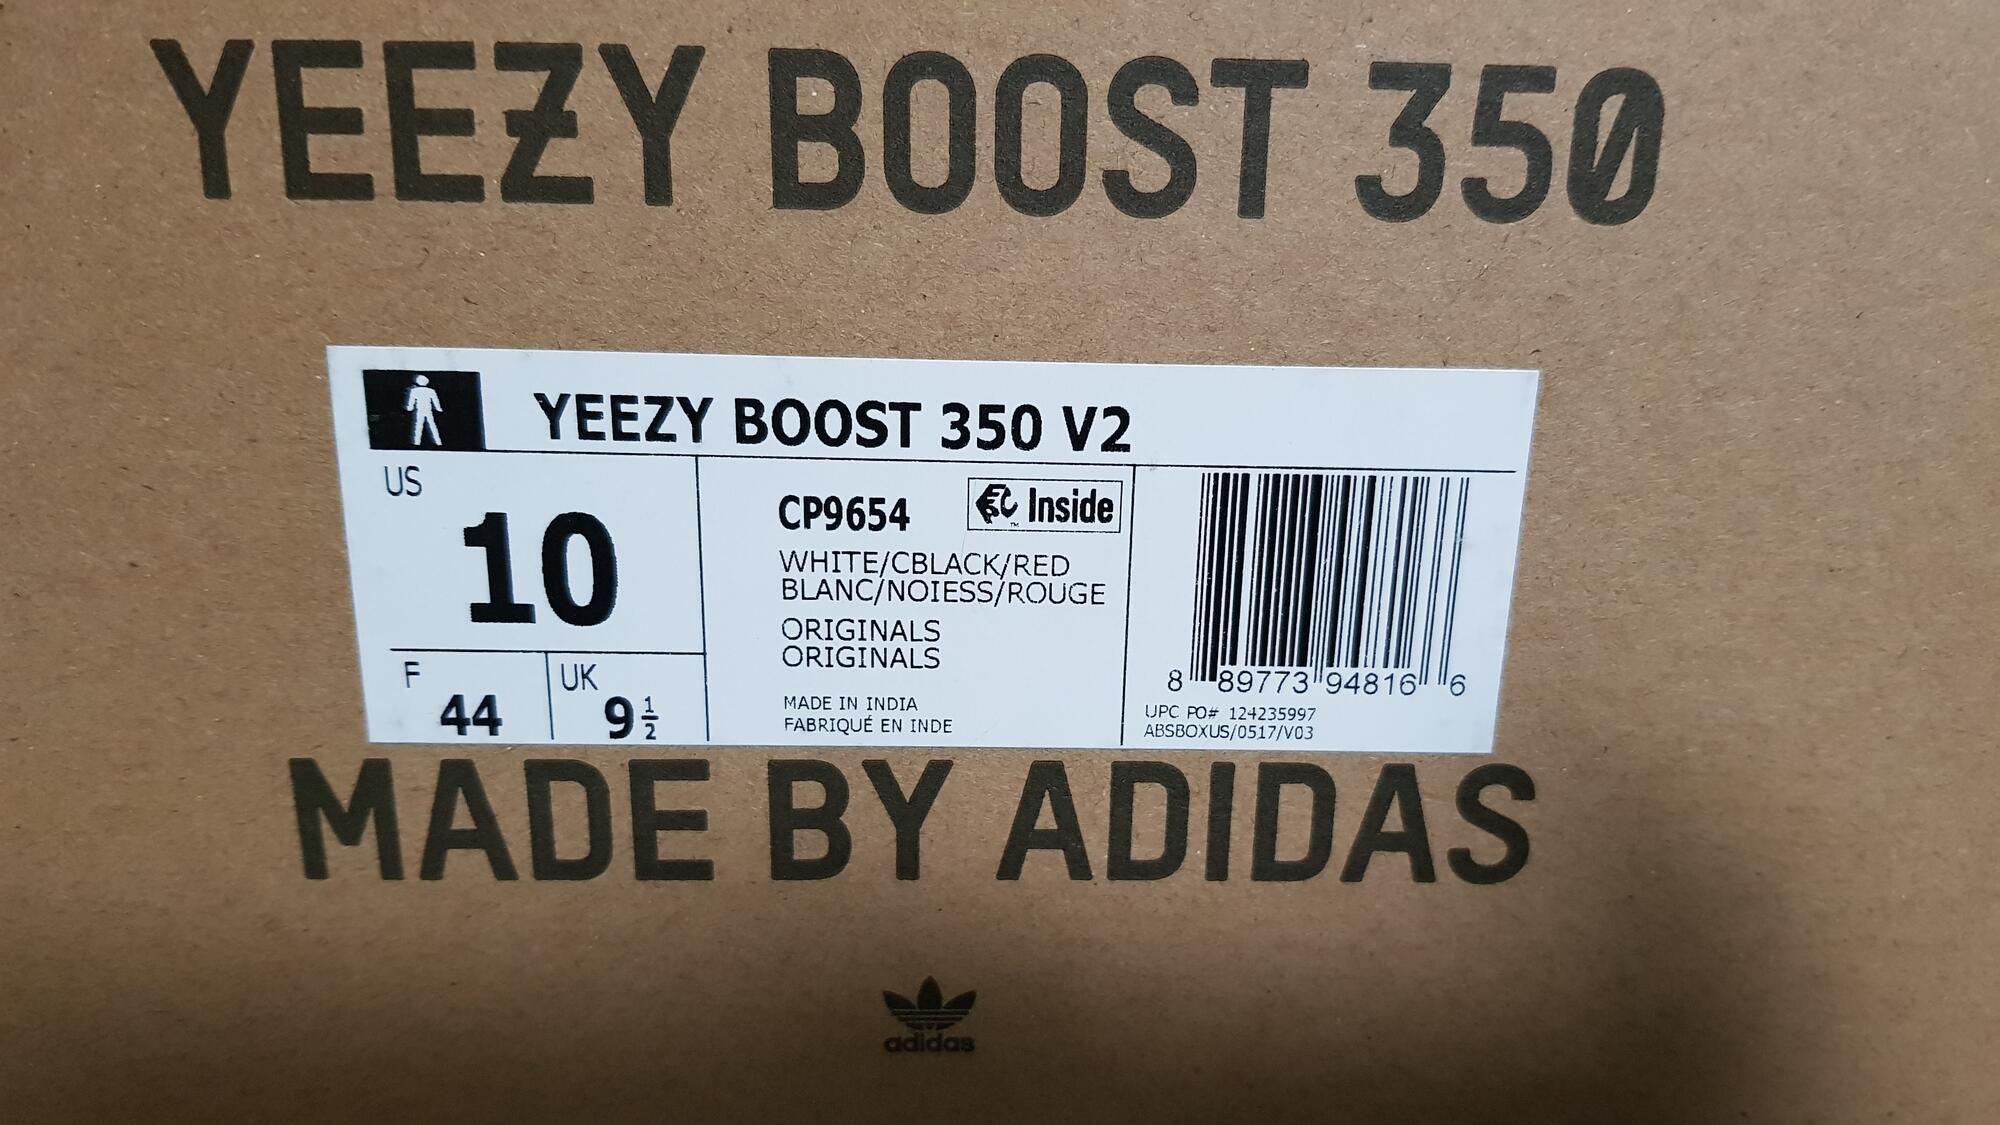 YEEZY BOOST 350
YEEZY BOOST 350 V2
US
10
F
44
UK
9 1/2
CP9654
Inside
TM
WHITE/CBLACK/RED
BLANC/NOIESS/ROUGE
ORIGINALS
ORIGINALS
MADE IN INDIA
FABRIQUÉ EN INDE
8 89773 94816 6
UPC PO# 124235997
ABSBOXUS/0517/V03
MADE BY ADIDAS
adidas